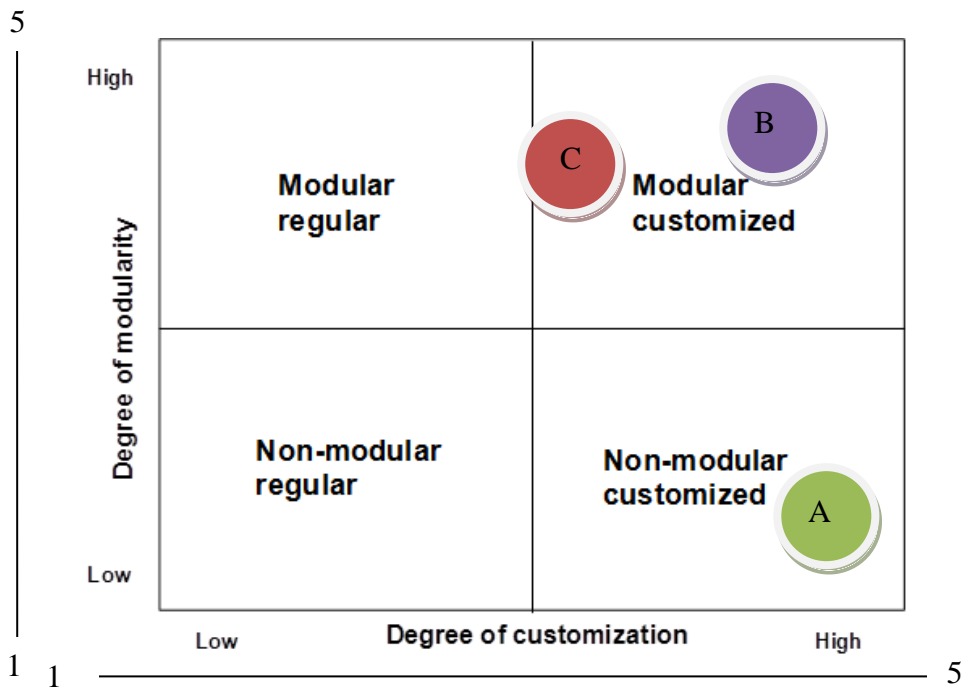 5
High
B
C
Modular
regular
Modular
customized
Degree of modularity
Non-modular
regular
Non-modular
customized
A
Low
Low
Degree of customization
High
1
1
5